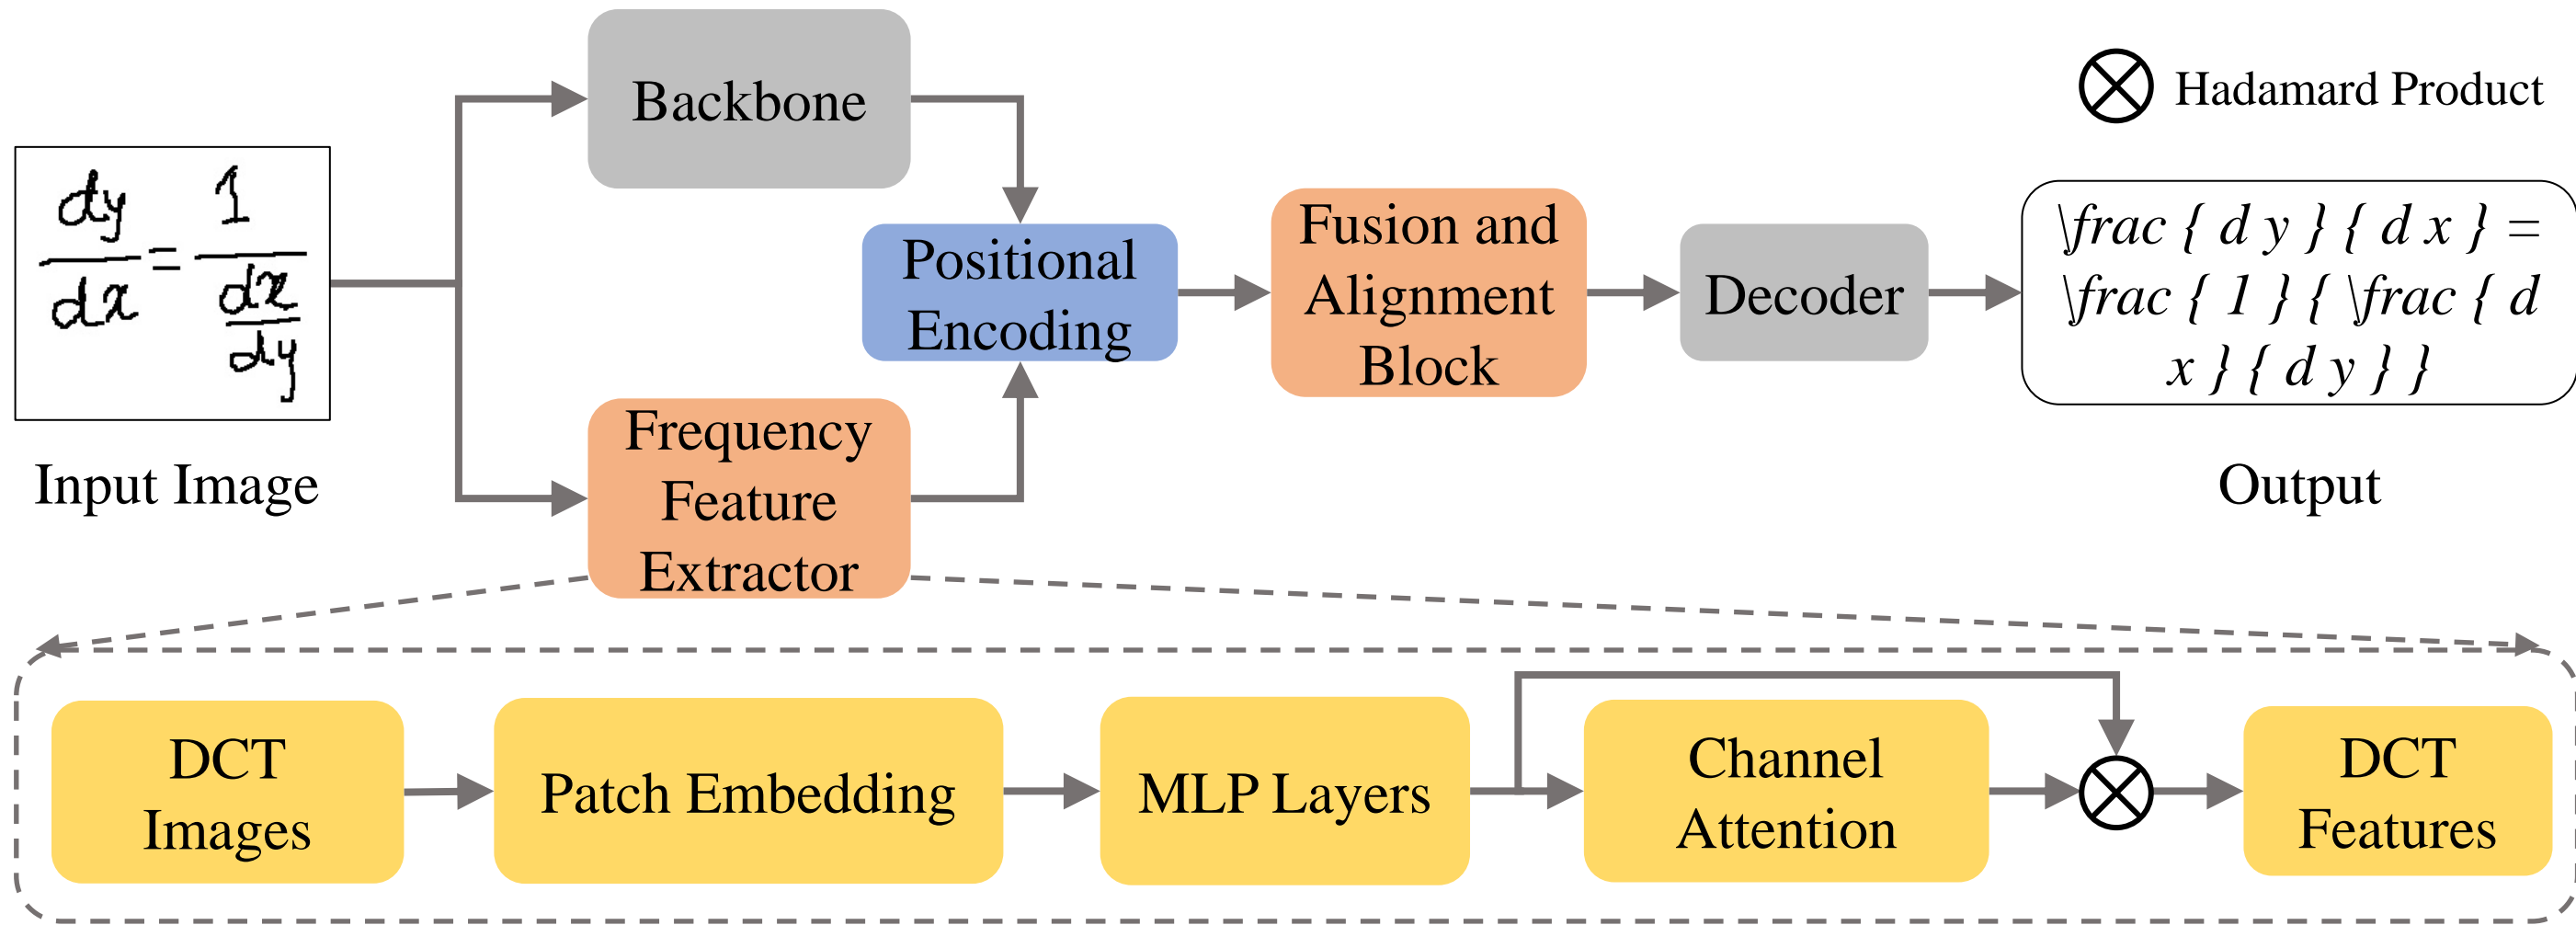 Backbone
Hadamard Product
dy
dx
=
1
dx
dy
Input Image
Positional
Encoding
Frequency
Feature
Extractor
Fusion and
Alignment
Block
Decoder
\frac { d y } { d x } =
\frac { 1 } { \frac { d
x } { d y } }
Output
DCT
Images
Patch Embedding
MLP Layers
Channel
Attention
DCT
Features